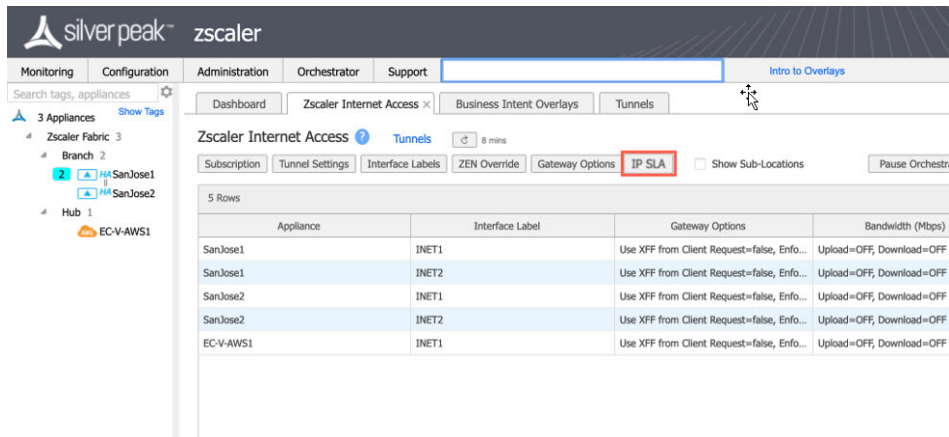 silver peak™ zscaler
Monitoring Configuration Administration Orchestrator Support Intro to Overlays
Search tags, appliances
Show Tags
3 Appliances
Zscaler Fabric 3
Branch 2
2 HA SanJose1
HA SanJose2
Hub 1
aws EC-V-AWS1
Dashboard Zscaler Internet Access × Business Intent Overlays Tunnels
Zscaler Internet Access ? Tunnels 8 mins
Subscription Tunnel Settings Interface Labels ZEN Override Gateway Options IP SLA Show Sub-Locations Pause Orchestr
5 Rows
Appliance Interface Label Gateway Options Bandwidth (Mbps)
SanJose1 INET1 Use XFF from Client Request=false, Enfo... Upload=OFF, Download=OFF
SanJose1 INET2 Use XFF from Client Request=false, Enfo... Upload=OFF, Download=OFF
SanJose2 INET1 Use XFF from Client Request=false, Enfo... Upload=OFF, Download=OFF
SanJose2 INET2 Use XFF from Client Request=false, Enfo... Upload=OFF, Download=OFF
EC-V-AWS1 INET1 Use XFF from Client Request=false, Enfo... Upload=OFF, Download=OFF